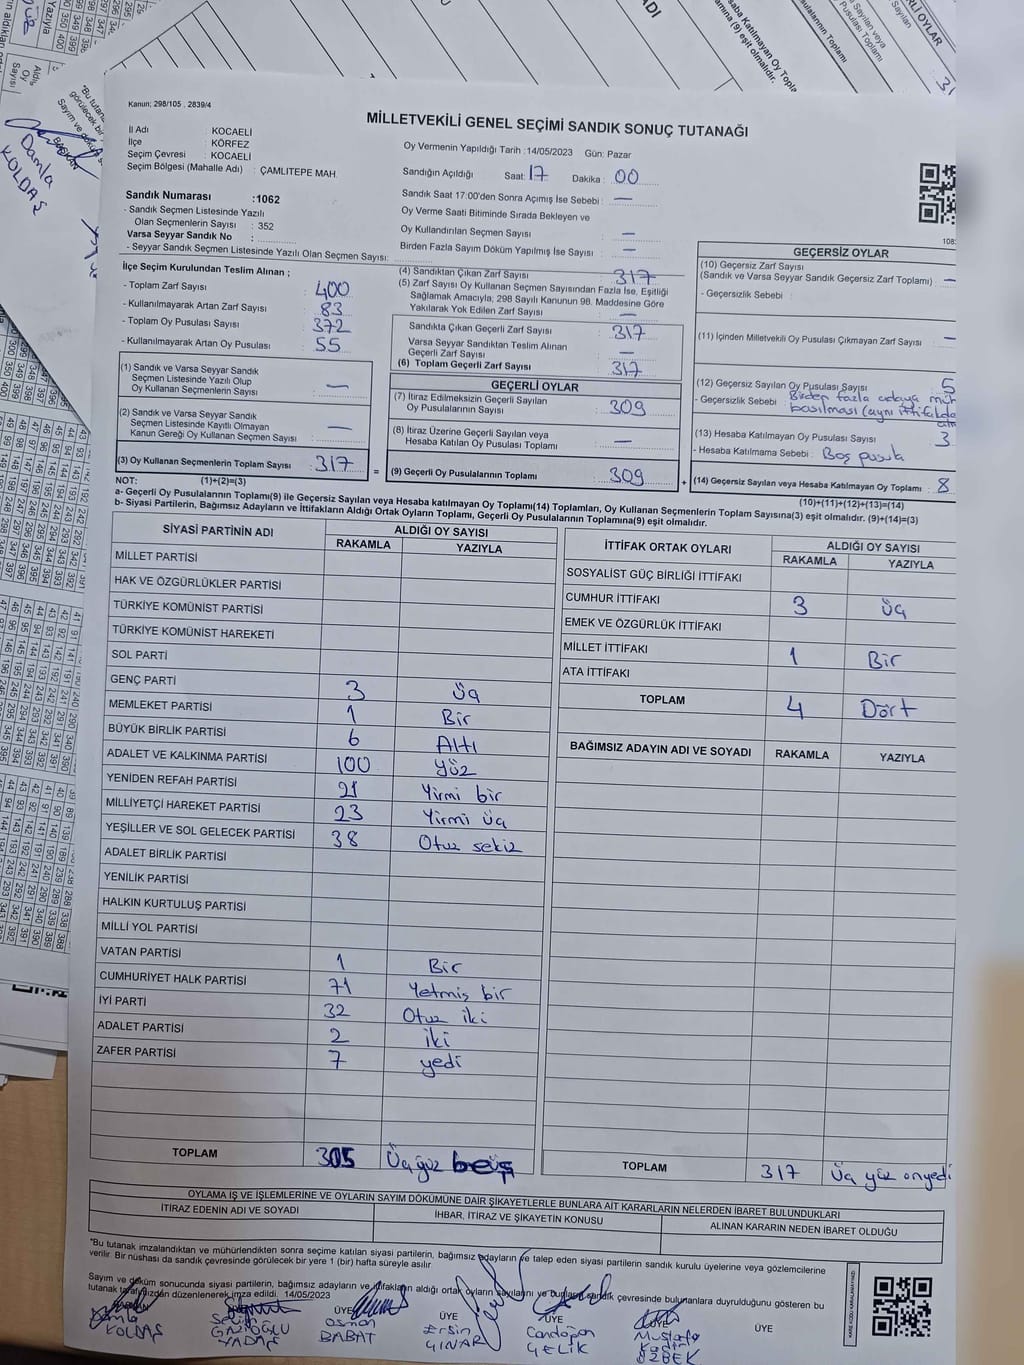 Kanun; 298/105 , 2839/4
MİLLETVEKİLİ GENEL SEÇİMİ SANDIK SONUÇ TUTANAĞI
İl Adı : KOCAELİ
İlçe : KÖRFEZ
Seçim Çevresi : KOCAELİ
Seçim Bölgesi (Mahalle Adı) : ÇAMLITEPE MAH.
Sandık Numarası :1062
- Sandık Seçmen Listesinde Yazılı
Olan Seçmenlerin Sayısı : 352
Varsa Seyyar Sandık No :
- Seyyar Sandık Seçmen Listesinde Yazılı Olan Seçmen Sayısı:
Oy Vermenin Yapıldığı Tarih :14/05/2023 Gün: Pazar
Sandığın Açıldığı Saat: 17 Dakika : 00
Sandık Saat 17:00'den Sonra Açımış İse Sebebi : —
Oy Verme Saati Bitiminde Sırada Bekleyen ve
Oy Kullandırılan Seçmen Sayısı : —
Birden Fazla Sayım Döküm Yapılmış İse Sayısı : —
İlçe Seçim Kurulundan Teslim Alınan ;
- Toplam Zarf Sayısı : 400
- Kullanılmayarak Artan Zarf Sayısı : 83
- Toplam Oy Pusulası Sayısı : 372
- Kullanılmayarak Artan Oy Pusulası : 55
(1) Sandık ve Varsa Seyyar Sandık
Seçmen Listesinde Yazılı Olup
Oy Kullanan Seçmenlerin Sayısı : —
(2) Sandık ve Varsa Seyyar Sandık
Seçmen Listesinde Kayıtlı Olmayan
Kanun Gereği Oy Kullanan Seçmen Sayısı : —
(3) Oy Kullanan Seçmenlerin Toplam Sayısı : 317
(4) Sandıktan Çıkan Zarf Sayısı : 317
(5) Zarf Sayısı Oy Kullanan Seçmen Sayısından Fazla İse, Eşitliği
Sağlamak Amacıyla; 298 Sayılı Kanunun 98. Maddesine Göre
Yakılarak Yok Edilen Zarf Sayısı : —
Sandıkta Çıkan Geçerli Zarf Sayısı : 317
Varsa Seyyar Sandıktan Teslim Alınan
Geçerli Zarf Sayısı : —
(6) Toplam Geçerli Zarf Sayısı : 317
GEÇERLİ OYLAR
(7) İtiraz Edilmeksizin Geçerli Sayılan
Oy Pusulalarının Sayısı : 309
(8) İtiraz Üzerine Geçerli Sayılan veya
Hesaba Katılan Oy Pusulası Toplamı : —
= (9) Geçerli Oy Pusulalarının Toplamı : 309 +
GEÇERSİZ OYLAR
(10) Geçersiz Zarf Sayısı
(Sandık ve Varsa Seyyar Sandık Geçersiz Zarf Toplamı) : —
- Geçersizlik Sebebi :
(11) İçinden Milletvekili Oy Pusulası Çıkmayan Zarf Sayısı : —
(12) Geçersiz Sayılan Oy Pusulası Sayısı : 5
- Geçersizlik Sebebi : Birden fazla adaya müh
basılması (aynı ittifakda
(13) Hesaba Katılmayan Oy Pusulası Sayısı : 3
- Hesaba Katılmama Sebebi : Boş pusula
(14) Geçersiz Sayılan veya Hesaba Katılmayan Oy Toplamı : 8
NOT: (1)+(2)=(3) (10)+(11)+(12)+(13)=(14)
a- Geçerli Oy Pusulalarının Toplamı(9) ile Geçersiz Sayılan veya Hesaba katılmayan Oy Toplamı(14) Toplamları, Oy Kullanan Seçmenlerin Toplam Sayısına(3) eşit olmalıdır. (9)+(14)=(3)
b- Siyasi Partilerin, Bağımsız Adayların ve İttifakların Aldığı Ortak Oyların Toplamı, Geçerli Oy Pusulalarının Toplamına(9) eşit olmalıdır.
SİYASİ PARTİNİN ADI ALDIĞI OY SAYISI
RAKAMLA YAZIYLA
MİLLET PARTİSİ
HAK VE ÖZGÜRLÜKLER PARTİSİ
TÜRKİYE KOMÜNİST PARTİSİ
TÜRKİYE KOMÜNİST HAREKETİ
SOL PARTİ
GENÇ PARTİ 3 Üç
MEMLEKET PARTİSİ 1 Bir
BÜYÜK BİRLİK PARTİSİ 6 Altı
ADALET VE KALKINMA PARTİSİ 100 Yüz
YENİDEN REFAH PARTİSİ 21 Yirmi bir
MİLLİYETÇİ HAREKET PARTİSİ 23 Yirmi üç
YEŞİLLER VE SOL GELECEK PARTİSİ 38 Otuz sekiz
ADALET BİRLİK PARTİSİ
YENİLİK PARTİSİ
HALKIN KURTULUŞ PARTİSİ
MİLLİ YOL PARTİSİ
VATAN PARTİSİ 1 Bir
CUMHURİYET HALK PARTİSİ 71 Yetmiş bir
İYİ PARTİ 32 Otuz iki
ADALET PARTİSİ 2 iki
ZAFER PARTİSİ 7 yedi
TOPLAM 305 Üçyüz beş
İTTİFAK ORTAK OYLARI ALDIĞI OY SAYISI
RAKAMLA YAZIYLA
SOSYALİST GÜÇ BİRLİĞİ İTTİFAKI
CUMHUR İTTİFAKI 3 Üç
EMEK VE ÖZGÜRLÜK İTTİFAKI
MİLLET İTTİFAKI 1 Bir
ATA İTTİFAKI
TOPLAM 4 Dört
BAĞIMSIZ ADAYIN ADI VE SOYADI RAKAMLA YAZIYLA
TOPLAM 317 Üç yüz onyedi
OYLAMA İŞ VE İŞLEMLERİNE VE OYLARIN SAYIM DÖKÜMÜNE DAİR ŞİKAYETLERLE BUNLARA AİT KARARLARIN NELERDEN İBARET BULUNDUKLARI
İTİRAZ EDENİN ADI VE SOYADI İHBAR, İTİRAZ VE ŞİKAYETİN KONUSU ALINAN KARARIN NEDEN İBARET OLDUĞU
"Bu tutanak imzalandıktan ve mühürlendikten sonra seçime katılan siyasi partilerin, bağımsız adayların ve talep eden siyasi partilerin sandık kurulu üyelerine veya gözlemcilerine
verilir. Bir nüshası da sandık çevresinde görülecek bir yere 1 (bir) hafta süreyle asılır.
Sayım ve döküm sonucunda siyasi partilerin, bağımsız adayların ve ittifakların aldığı ortak oyların sayılarını ve bunların sandık çevresinde bulunanlara duyrulduğunu gösteren bu
tutanak tarafımızdan düzenlenerek imza edildi. 14/05/2023
BAŞKAN ÜYE ÜYE ÜYE ÜYE ÜYE
Damla KOLDAŞ
Osman BABAT
Ersin ÇINAR
Candoğan ÇELİK
Mustafa Kadir ÖZBEK